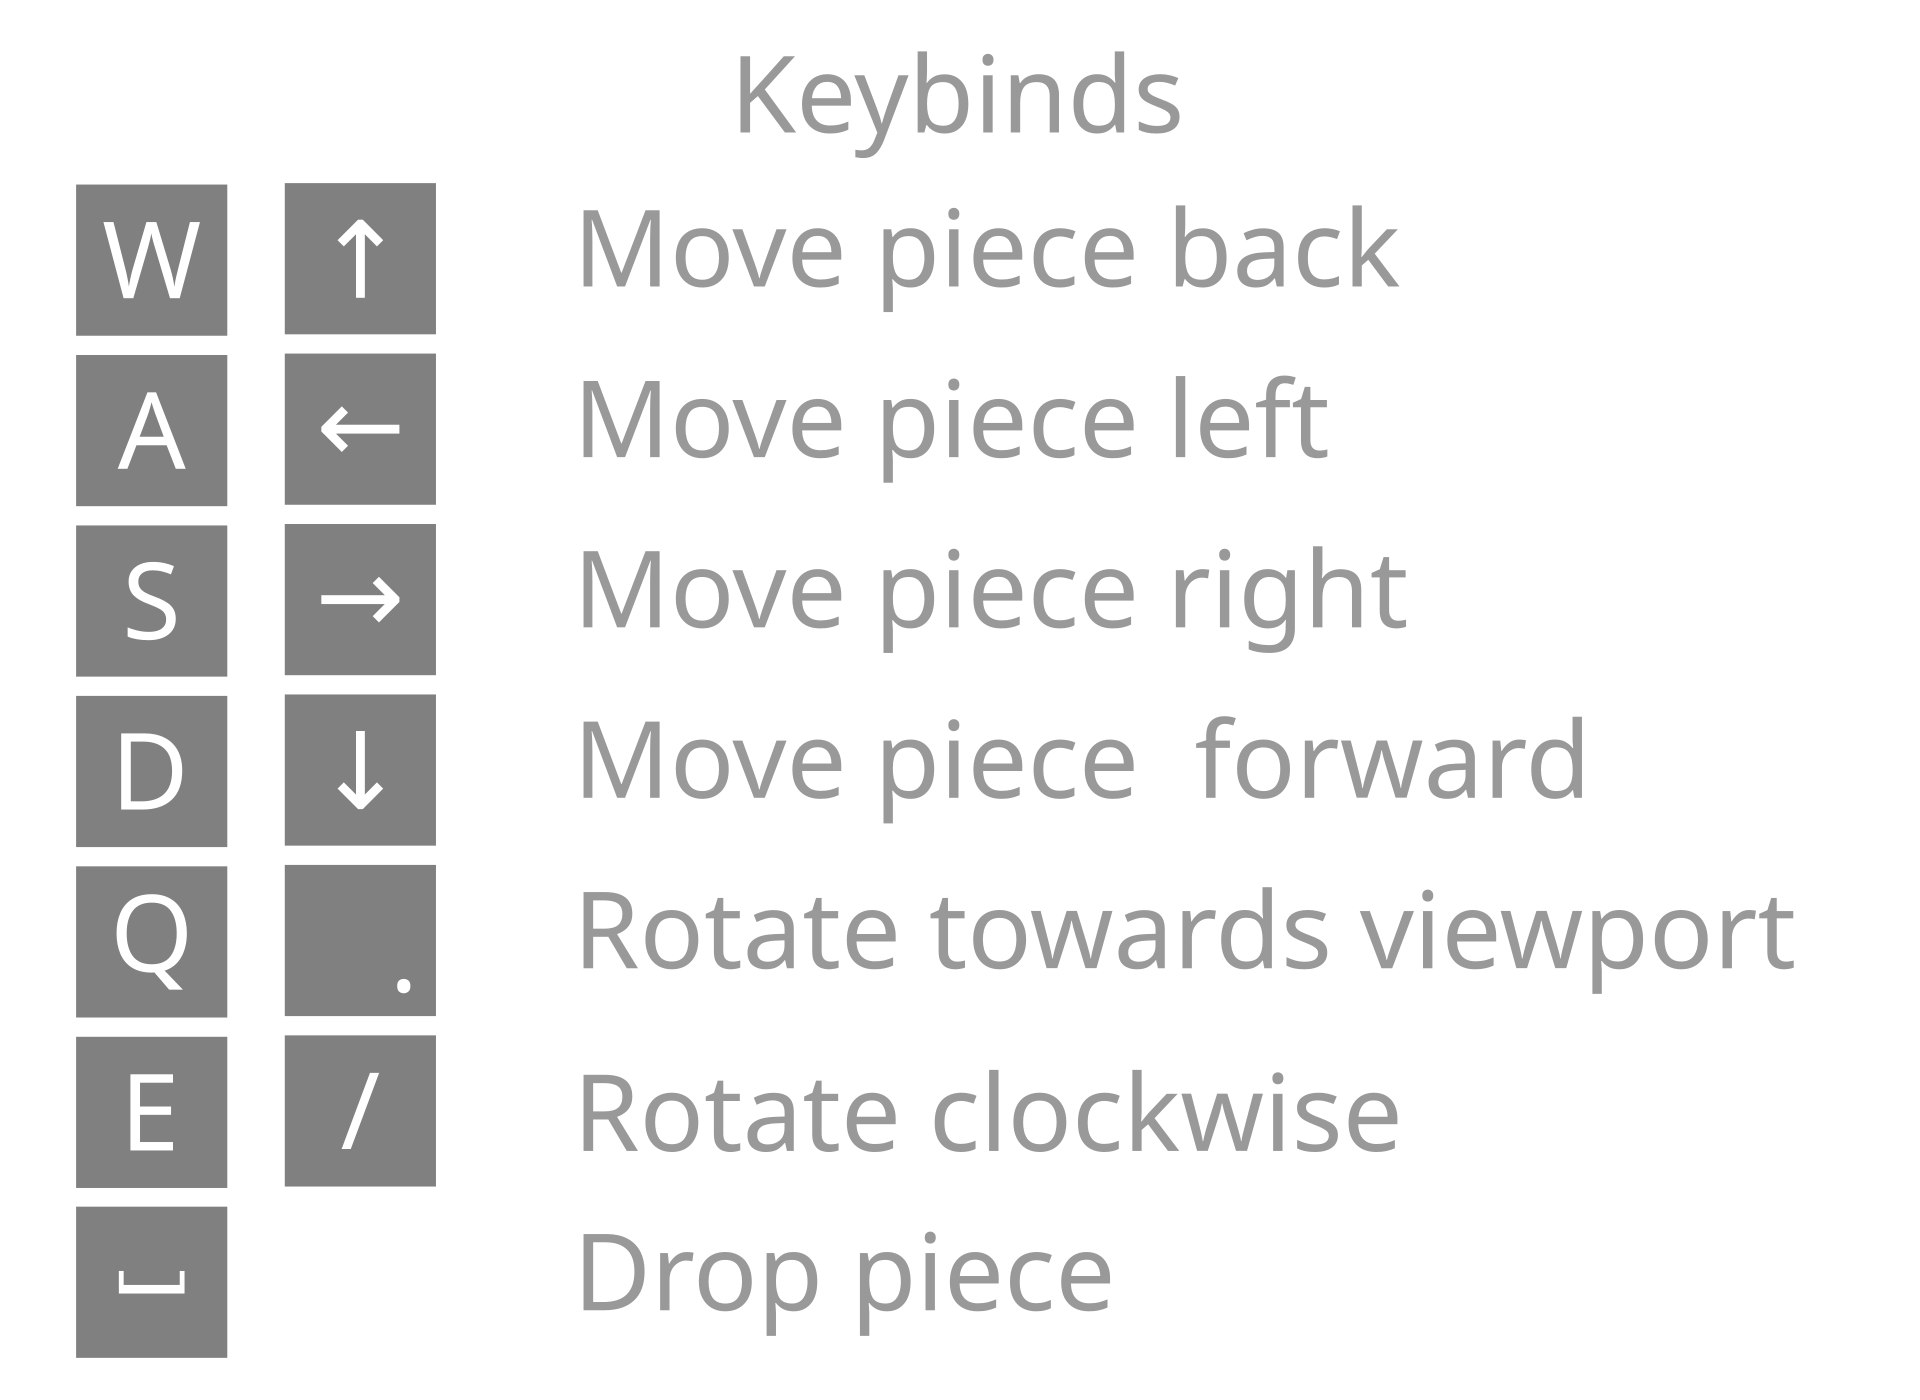 Keybinds
W ↑ Move piece back
A ← Move piece left
S → Move piece right
D ↓ Move piece  forward
Q . Rotate towards viewport
E / Rotate clockwise
⎵ Drop piece